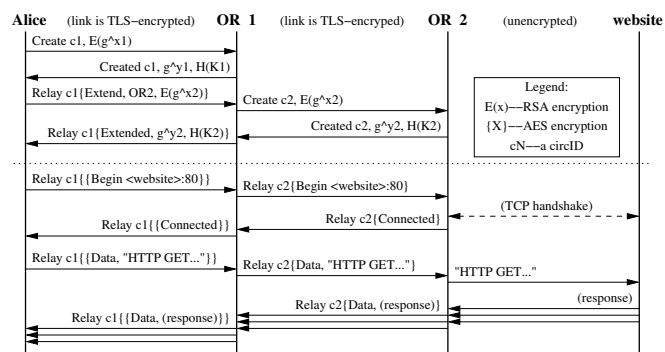 Alice (link is TLS-encrypted) OR 1 (link is TLS-encrypted) OR 2 (unencrypted) website
Create c1, E(g^x1)
Created c1, g^y1, H(K1)
Relay c1{Extend, OR2, E(g^x2)}
Create c2, E(g^x2)
Created c2, g^y2, H(K2)
Relay c1{Extended, g^y2, H(K2)}
Legend:
E(x)--RSA encryption
{X}--AES encryption
cN--a circID
Relay c1{{Begin <website>:80}}
Relay c2{Begin <website>:80}
(TCP handshake)
Relay c2{Connected}
Relay c1{{Connected}}
Relay c1{{Data, "HTTP GET..."}}
Relay c2{Data, "HTTP GET..."}
"HTTP GET..."
(response)
Relay c2{Data, (response)}
Relay c1{{Data, (response)}}